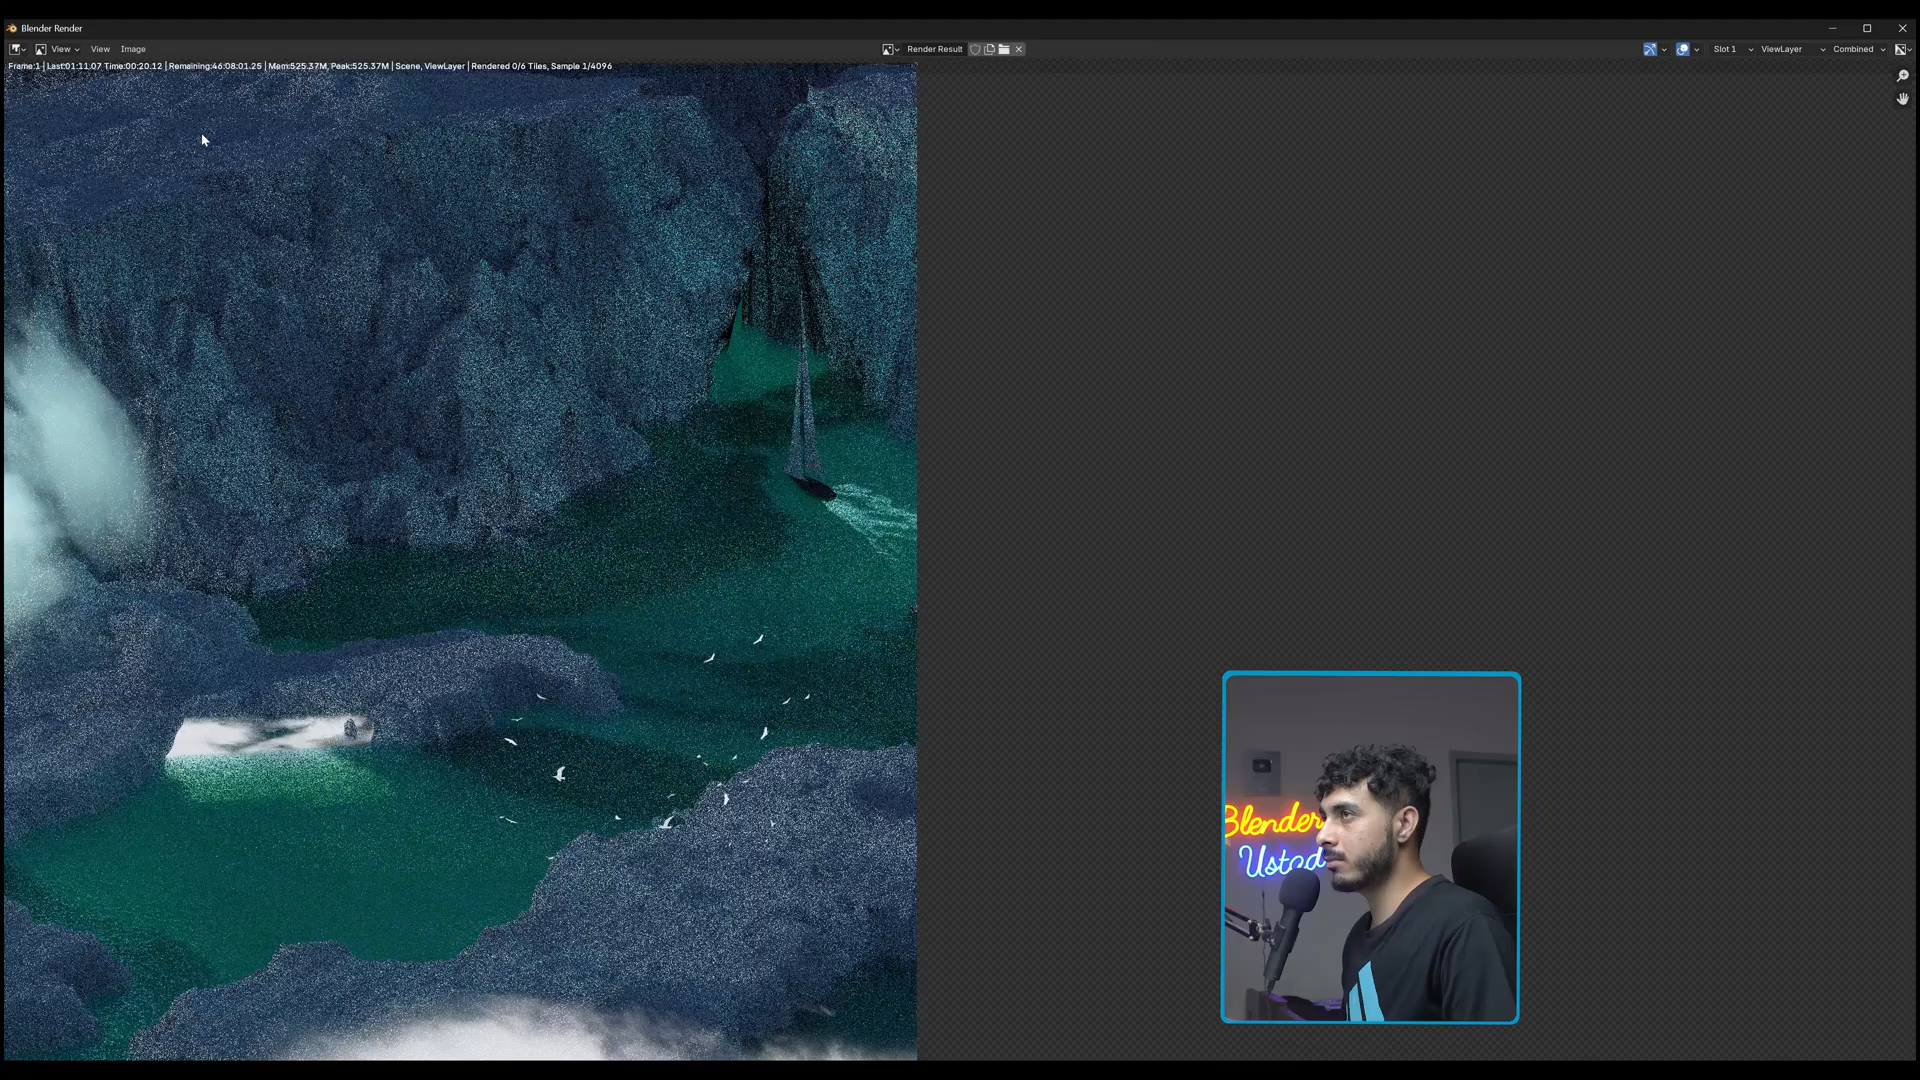 Blender Render
View View Image Render Result Slot 1 ViewLayer Combined
Frame:1 | Last:01:11.07 Time:00:20.12 | Remaining:46:08:01.25 | Mem:525.37M, Peak:525.37M | Scene, ViewLayer | Rendered 0/6 Tiles, Sample 1/4096
Blender
Ustad